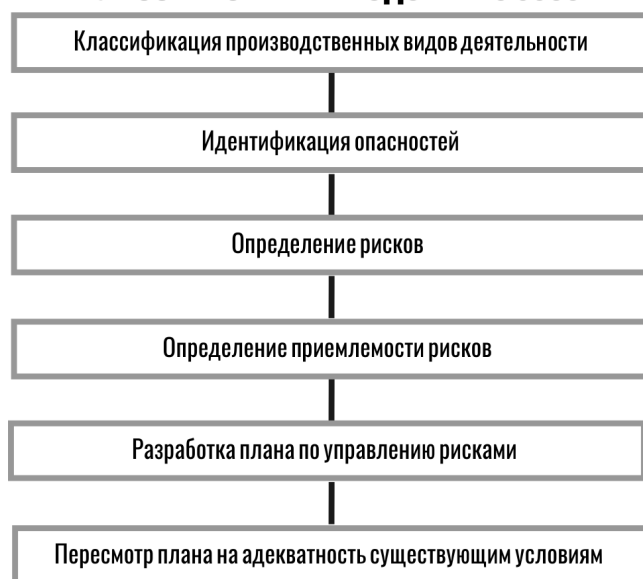 Классификация производственных видов деятельности
Идентификация опасностей
Определение рисков
Определение приемлемости рисков
Разработка плана по управлению рисками
Пересмотр плана на адекватность существующим условиям